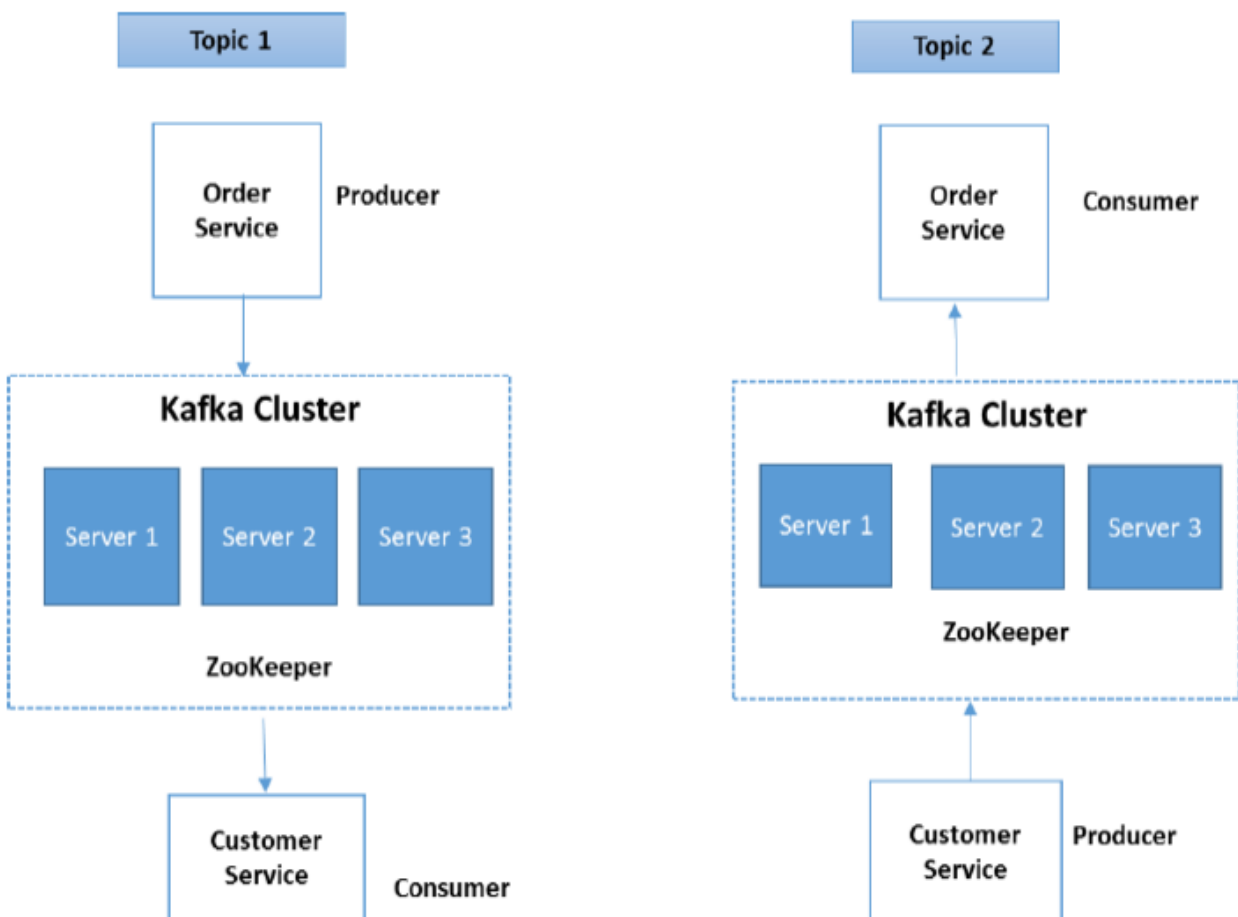 Topic 1
Order
Service
Producer
Kafka Cluster
Server 1
Server 2
Server 3
ZooKeeper
Customer
Service
Consumer
Topic 2
Order
Service
Consumer
Kafka Cluster
Server 1
Server 2
Server 3
ZooKeeper
Customer
Service
Producer